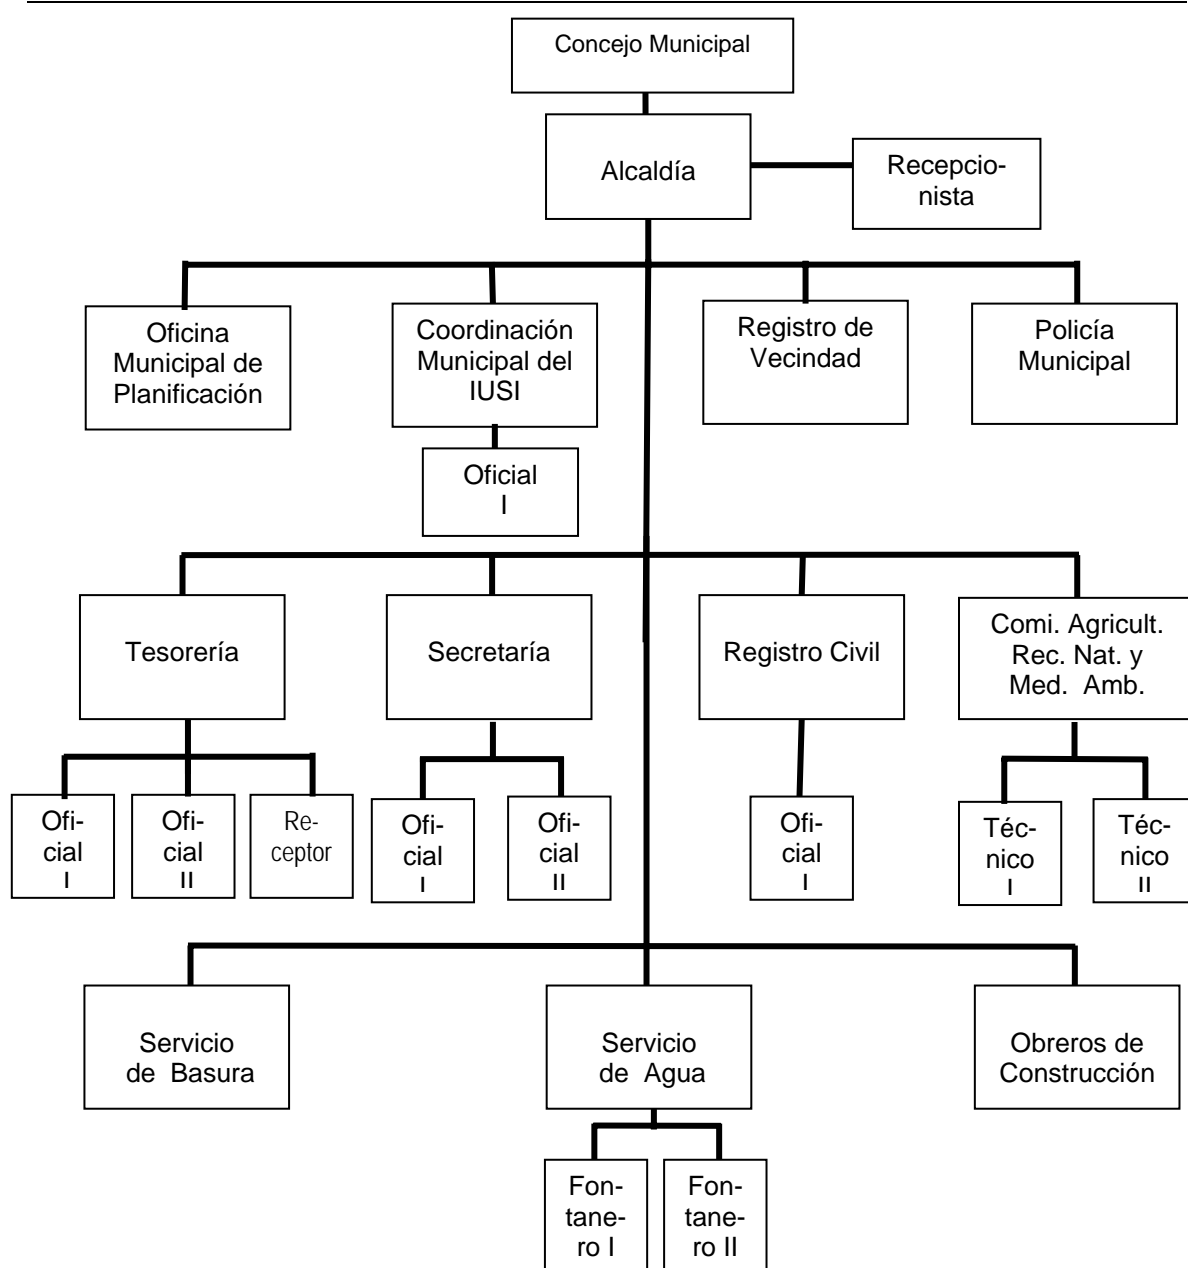 Concejo Municipal
Alcaldía
Recepcio-
nista
Oficina
Municipal de
Planificación
Coordinación
Municipal del
IUSI
Registro de
Vecindad
Policía
Municipal
Oficial
I
Tesorería
Secretaría
Registro Civil
Comi. Agricult.
Rec. Nat. y
Med. Amb.
Ofi-
cial
I
Ofi-
cial
II
Re-
ceptor
Ofi-
cial
I
Ofi-
cial
II
Ofi-
cial
I
Téc-
nico
I
Téc-
nico
II
Servicio
de Basura
Servicio
de Agua
Obreros de
Construcción
Fon-
tane-
ro I
Fon-
tane-
ro II